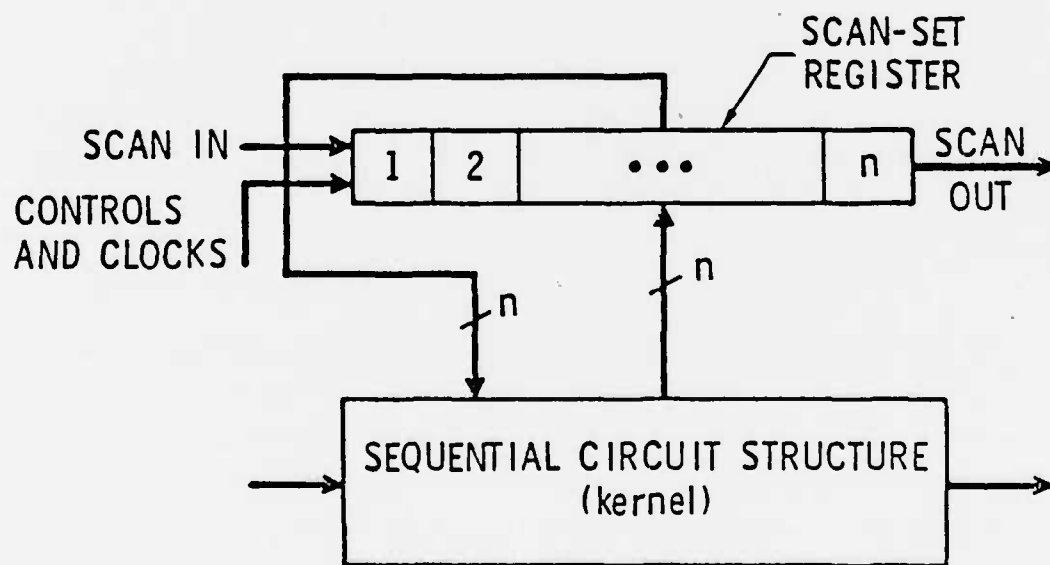 SCAN-SET
REGISTER
SCAN IN
1 2 ••• n
SCAN
OUT
CONTROLS
AND CLOCKS
n
n
SEQUENTIAL CIRCUIT STRUCTURE
(kernel)